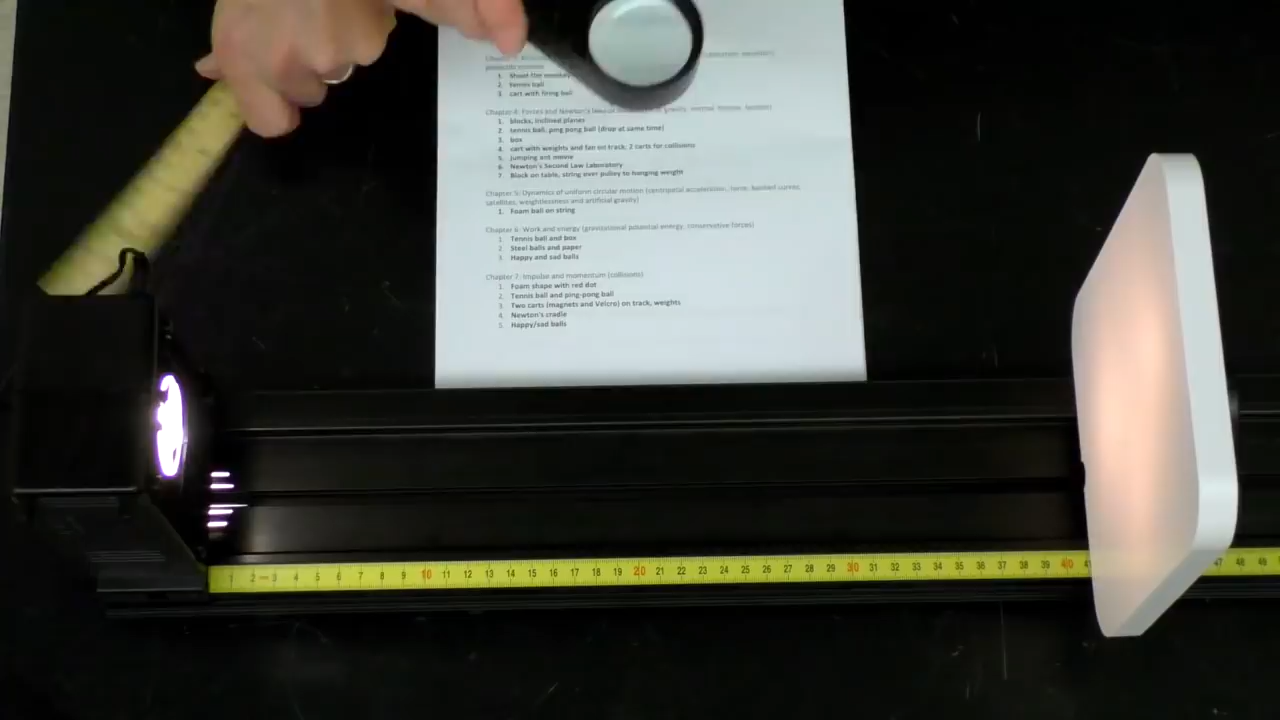 1. Shoot the monkey
2. tennis ball
3. cart with firing ball
Chapter 4: Forces and Newton's laws gravity, normal, friction, tension)
1. blocks, inclined planes
2. tennis ball, ping pong ball (drop at same time)
3. box
4. cart with weights and fan on track, 2 carts for collisions
5. jumping ant movie
6. Newton's Second Law Laboratory
7. Block on table, string over pulley to hanging weight
Chapter 5: Dynamics of uniform circular motion (centripetal acceleration, force, banked curves,
satellites, weightlessness and artificial gravity)
1. Foam ball on string
Chapter 6: Work and energy (gravitational potential energy, conservative forces)
1. Tennis ball and box
2. Steel balls and paper
3. Happy and sad balls
Chapter 7: Impulse and momentum (collisions)
1. Foam shape with red dot
2. Tennis ball and ping-pong ball
3. Two carts (magnets and Velcro) on track, weights
4. Newton's cradle
5. Happy/sad balls
1 2 3 4 5 6 7 8 9 10 11 12 13 14 15 16 17 18 19 20 21 22 23 24 25 26 27 28 29 30 31 32 33 34 35 36 37 38 39 40 47 48 49